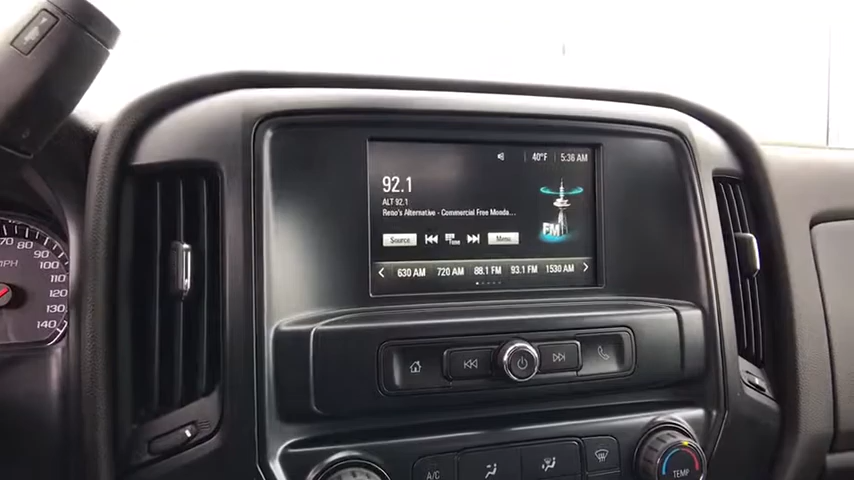 40°F 5:36 AM
92.1
ALT 92.1
Reno's Alternative - Commercial Free Monda...
FM
Source
Tune
Menu
630 AM 720 AM 88.1 FM 93.1 FM 1530 AM
80
90
100
110
120
130
140
MPH
A/C
TEMP